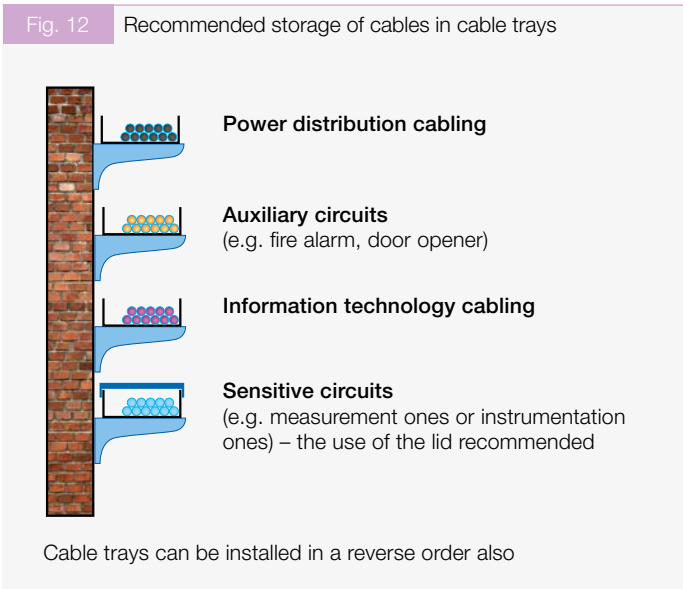 Fig. 12 Recommended storage of cables in cable trays
Power distribution cabling
Auxiliary circuits
(e.g. fire alarm, door opener)
Information technology cabling
Sensitive circuits
(e.g. measurement ones or instrumentation
ones) – the use of the lid recommended
Cable trays can be installed in a reverse order also